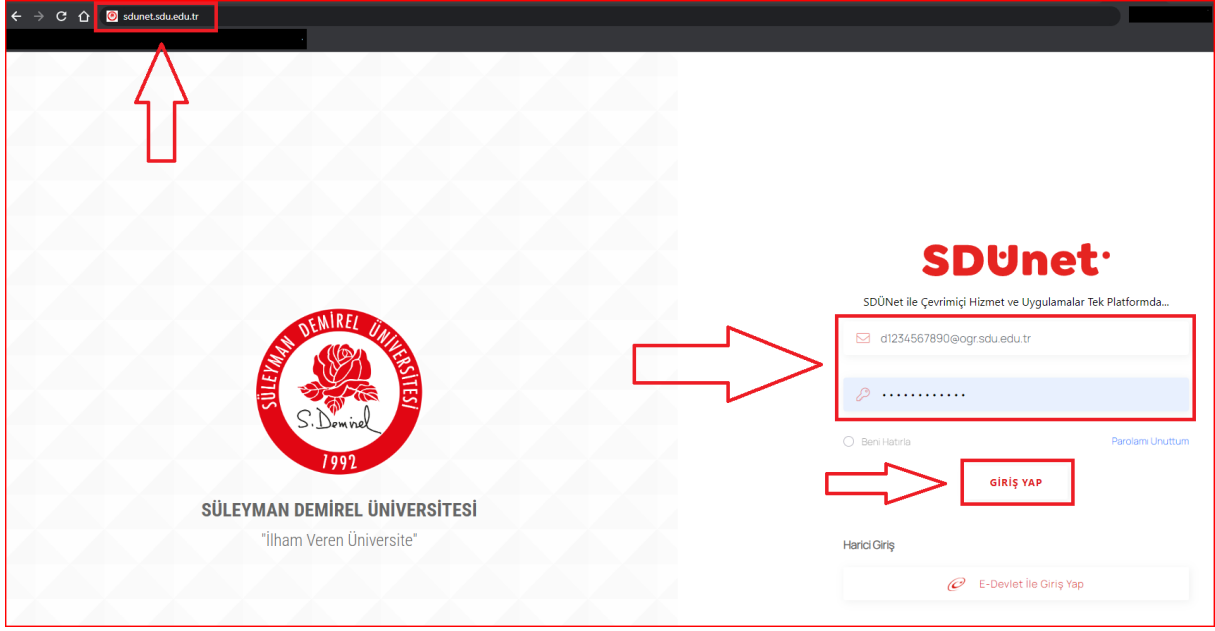 sdunet.sdu.edu.tr
SDÜnet
SDÜNet ile Çevrimiçi Hizmet ve Uygulamalar Tek Platformda...
d1234567890@ogr.sdu.edu.tr
••••••••••••
Beni Hatırla
Parolamı Unuttum
GİRİŞ YAP
Harici Giriş
E-Devlet İle Giriş Yap
SÜLEYMAN DEMİREL ÜNİVERSİTESİ
S. Demirel
1992
SÜLEYMAN DEMİREL ÜNİVERSİTESİ
"İlham Veren Üniversite"